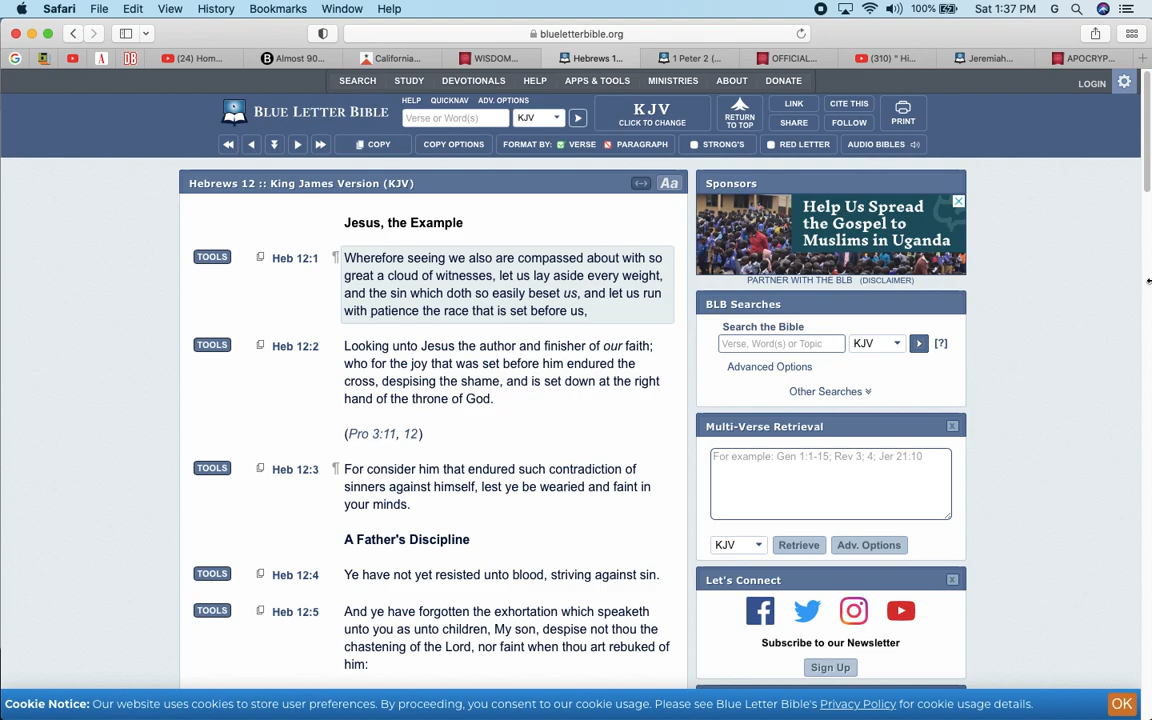 Safari File Edit View History Bookmarks Window Help 100% Sat 1:37 PM G
blueletterbible.org
(24) Hom... Almost 90... California... WISDOM... Hebrews 1... 1 Peter 2 (... OFFICIAL... (310) " Hi... Jeremiah... APOCRYP...
SEARCH STUDY DEVOTIONALS HELP APPS & TOOLS MINISTRIES ABOUT DONATE LOGIN
BLUE LETTER BIBLE
HELP QUICKNAV ADV. OPTIONS
Verse or Word(s) KJV
KJV
CLICK TO CHANGE
RETURN
TO TOP
LINK CITE THIS
SHARE FOLLOW
PRINT
COPY COPY OPTIONS FORMAT BY: VERSE PARAGRAPH STRONG'S RED LETTER AUDIO BIBLES
Hebrews 12 :: King James Version (KJV) Aa
Jesus, the Example
TOOLS Heb 12:1 ¶ Wherefore seeing we also are compassed about with so
great a cloud of witnesses, let us lay aside every weight,
and the sin which doth so easily beset us, and let us run
with patience the race that is set before us,
TOOLS Heb 12:2 Looking unto Jesus the author and finisher of our faith;
who for the joy that was set before him endured the
cross, despising the shame, and is set down at the right
hand of the throne of God.
(Pro 3:11, 12)
TOOLS Heb 12:3 ¶ For consider him that endured such contradiction of
sinners against himself, lest ye be wearied and faint in
your minds.
A Father's Discipline
TOOLS Heb 12:4 Ye have not yet resisted unto blood, striving against sin.
TOOLS Heb 12:5 And ye have forgotten the exhortation which speaketh
unto you as unto children, My son, despise not thou the
chastening of the Lord, nor faint when thou art rebuked of
him:
Sponsors
Help Us Spread
the Gospel to
Muslims in Uganda
PARTNER WITH THE BLB (DISCLAIMER)
BLB Searches
Search the Bible
Verse, Word(s) or Topic KJV [?]
Advanced Options
Other Searches
Multi-Verse Retrieval
For example: Gen 1:1-15; Rev 3; 4; Jer 21:10
KJV Retrieve Adv. Options
Let's Connect
Subscribe to our Newsletter
Sign Up
Cookie Notice: Our website uses cookies to store user preferences. By proceeding, you consent to our cookie usage. Please see Blue Letter Bible's Privacy Policy for cookie usage details. OK